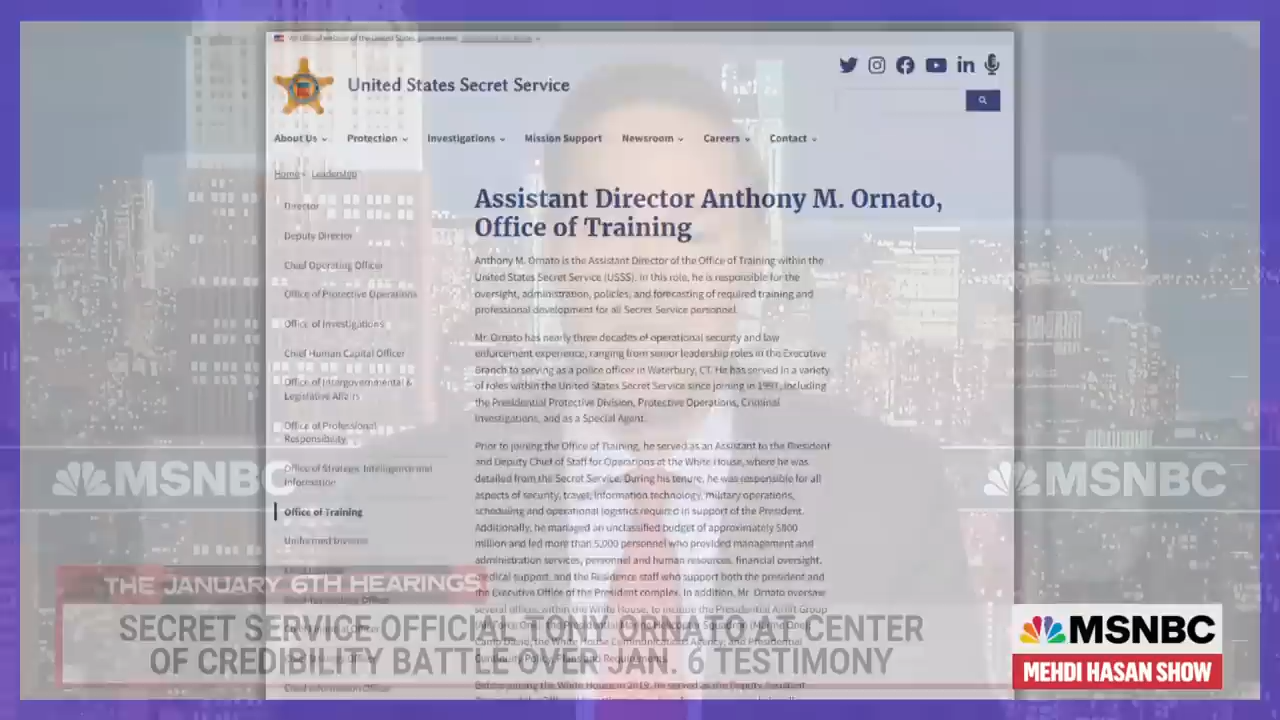 An official website of the United States government
United States Secret Service
About Us
Protection
Investigations
Mission Support
Newsroom
Careers
Contact
Home
Leadership
Director
Deputy Director
Chief Operating Officer
Office of Protective Operations
Office of Investigations
Chief Human Capital Officer
Office of Intergovernmental &
Legislative Affairs
Office of Professional
Responsibility
Office of Strategic Intelligence and
Information
Office of Training
Uniformed Division
Chief Information Officer
Assistant Director Anthony M. Ornato,
Office of Training
Anthony M. Ornato is the Assistant Director of the Office of Training within the
United States Secret Service (USSS). In this role, he is responsible for the
oversight, administration, policies, and forecasting of required training and
professional development for all Secret Service personnel.
Mr. Ornato has nearly three decades of operational security and law
enforcement experience, ranging from senior leadership roles in the Executive
Branch to serving as a police officer in Waterbury, CT. He has served in a variety
of roles within the United States Secret Service since joining in 1997, including
the Presidential Protective Division, Protective Operations, Criminal
Investigations, and as a Special Agent.
Prior to joining the Office of Training, he served as an Assistant to the President
and Deputy Chief of Staff for Operations at the White House, where he was
detailed from the Secret Service. During his tenure, he was responsible for all
aspects of security, travel, information technology, military operations,
scheduling and operational logistics required in support of the President.
Additionally, he managed an unclassified budget of approximately $800
million and led more than 5,000 personnel who provided management and
administration services, personnel and human resources, financial oversight,
medical support, and the Residence staff who support both the president and
the Executive Office of the President complex. In addition, Mr. Ornato oversaw
several offices within the White House, to include the Presidential Airlift Group
MSNBC
MSNBC
THE JANUARY 6TH HEARINGS
SECRET SERVICE OFFICIAL TONY ORNATO AT CENTER
OF CREDIBILITY BATTLE OVER JAN. 6 TESTIMONY
MSNBC
MEHDI HASAN SHOW